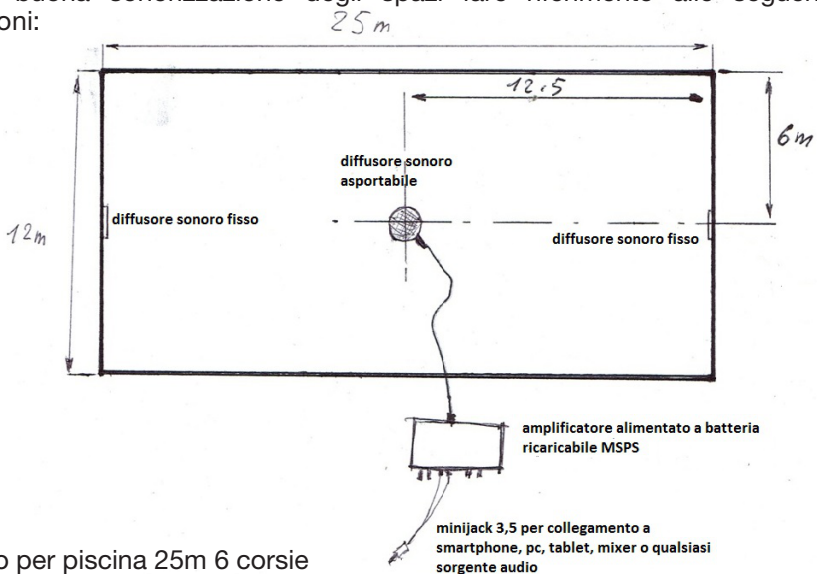 buona sonorizzazione degli spazi fare riferimento alle seguen
oni:
25m
12,5
6m
diffusore sonoro
asportabile
diffusore sonoro fisso
12m
diffusore sonoro fisso
amplificatore alimentato a batteria
ricaricabile MSPS
minijack 3,5 per collegamento a
smartphone, pc, tablet, mixer o qualsiasi
sorgente audio
o per piscina 25m 6 corsie